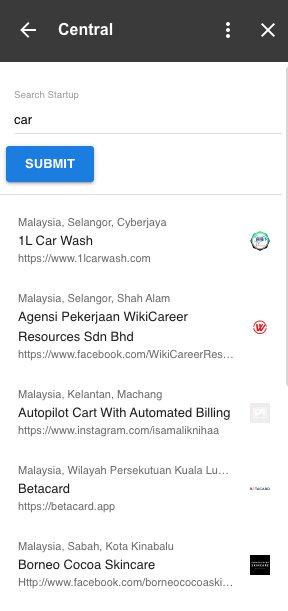 Central
Search Startup
car
SUBMIT
Malaysia, Selangor, Cyberjaya
1L Car Wash
https://www.1lcarwash.com
Malaysia, Selangor, Shah Alam
Agensi Pekerjaan WikiCareer
Resources Sdn Bhd
https://www.facebook.com/WikiCareerRes…
Malaysia, Kelantan, Machang
Autopilot Cart With Automated Billing
https://www.instagram.com/isamaliknihaa
Malaysia, Wilayah Persekutuan Kuala Lu…
Betacard
BETACARD
https://betacard.app
Malaysia, Sabah, Kota Kinabalu
Borneo Cocoa Skincare
Http://www.facebook.com/borneococoaski…